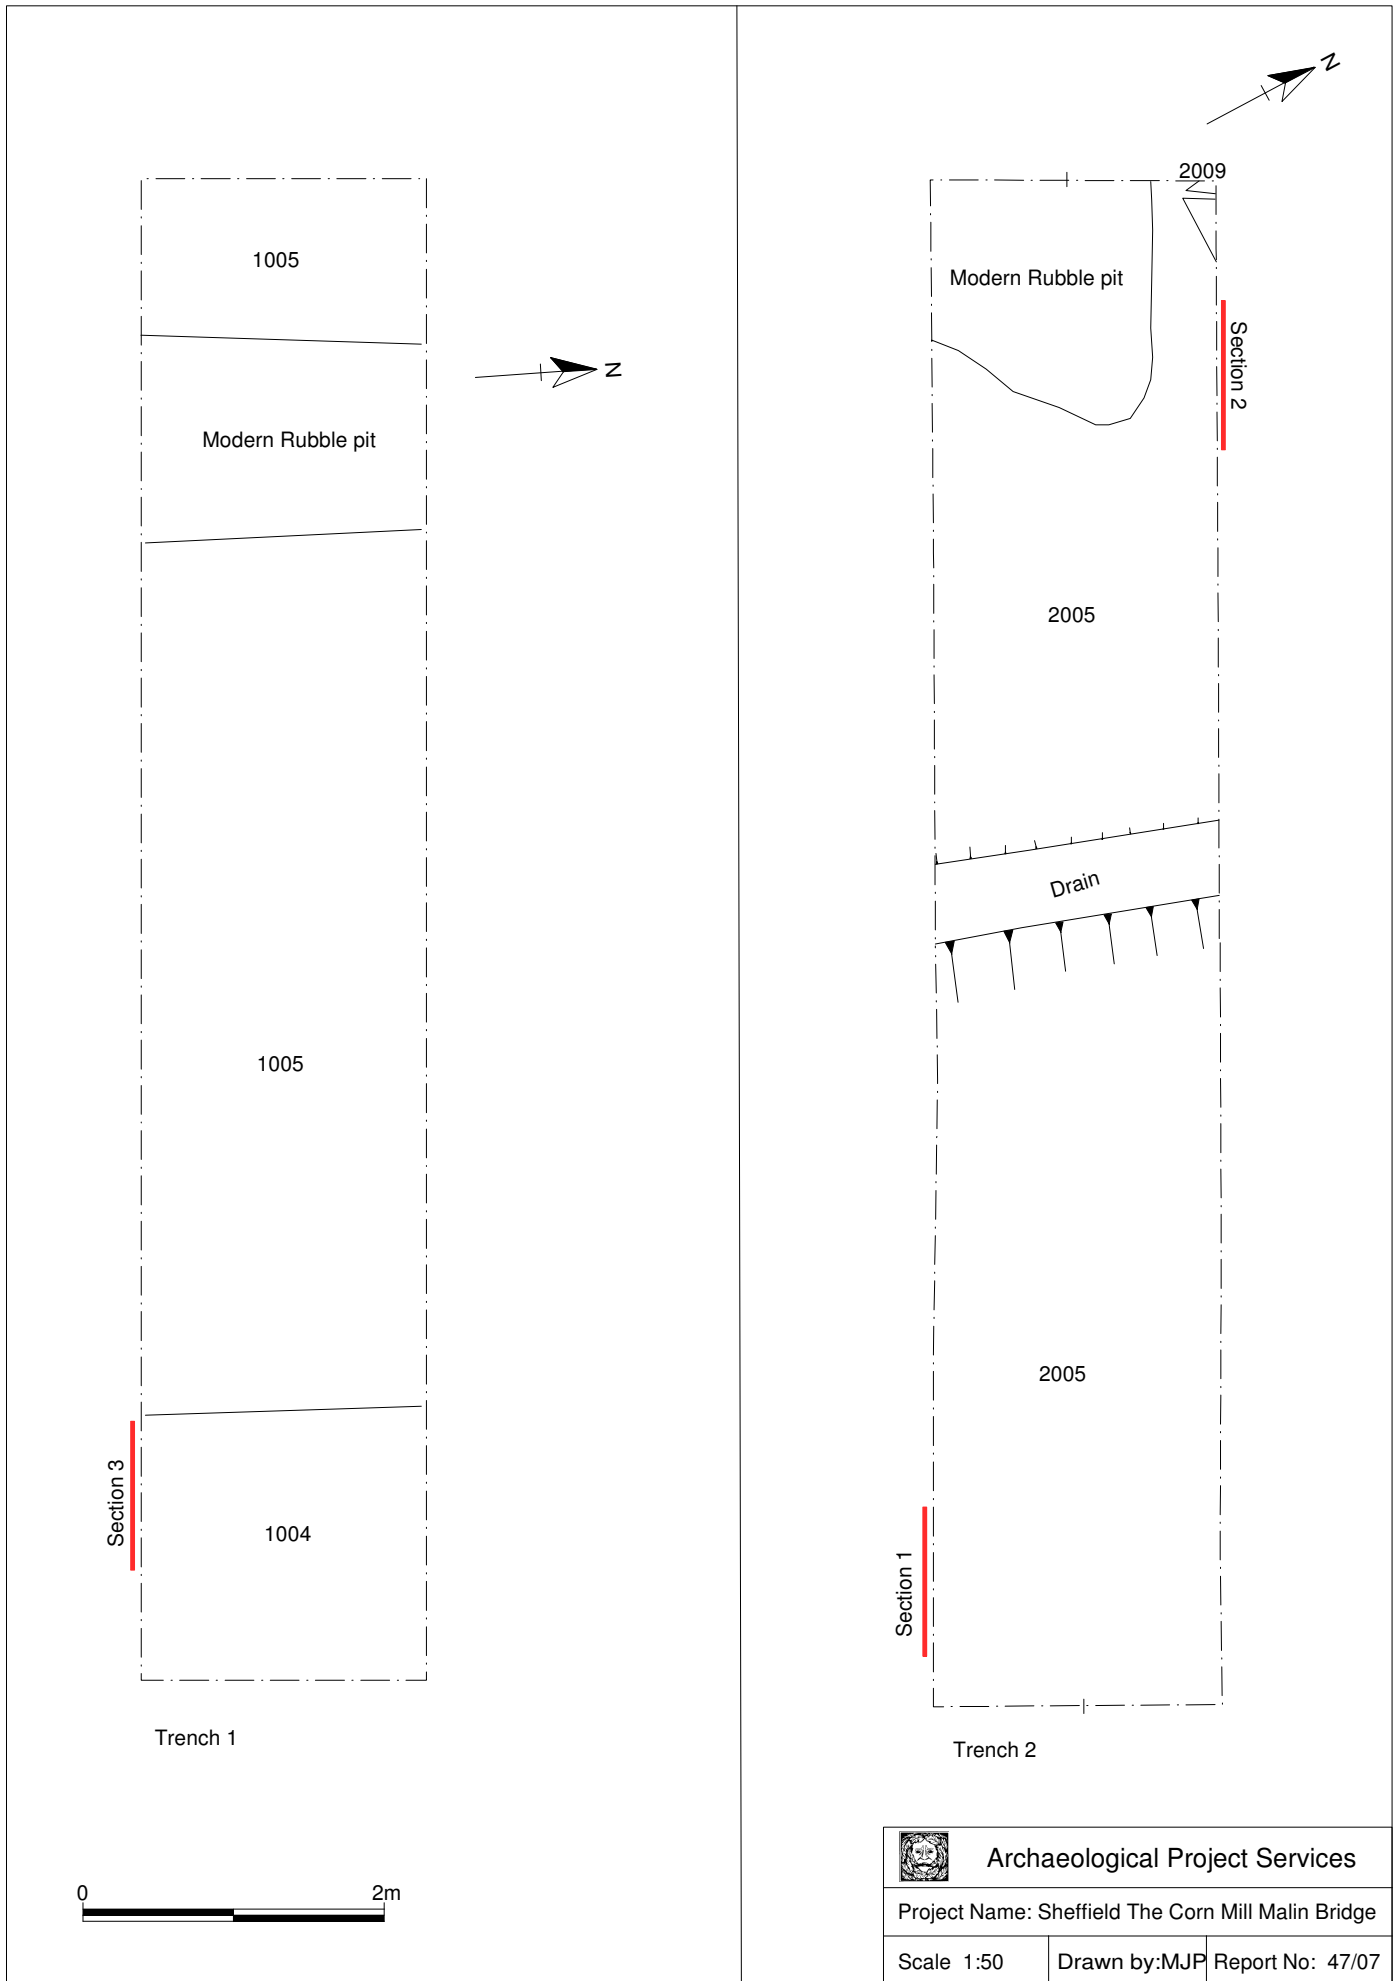 1005
N
Modern Rubble pit
1005
Section 3
1004
Trench 1
0 2m
N
2009
Modern Rubble pit
Section 2
2005
Drain
2005
Section 1
Trench 2
Archaeological Project Services
Project Name: Sheffield The Corn Mill Malin Bridge
Scale 1:50
Drawn by:MJP
Report No: 47/07